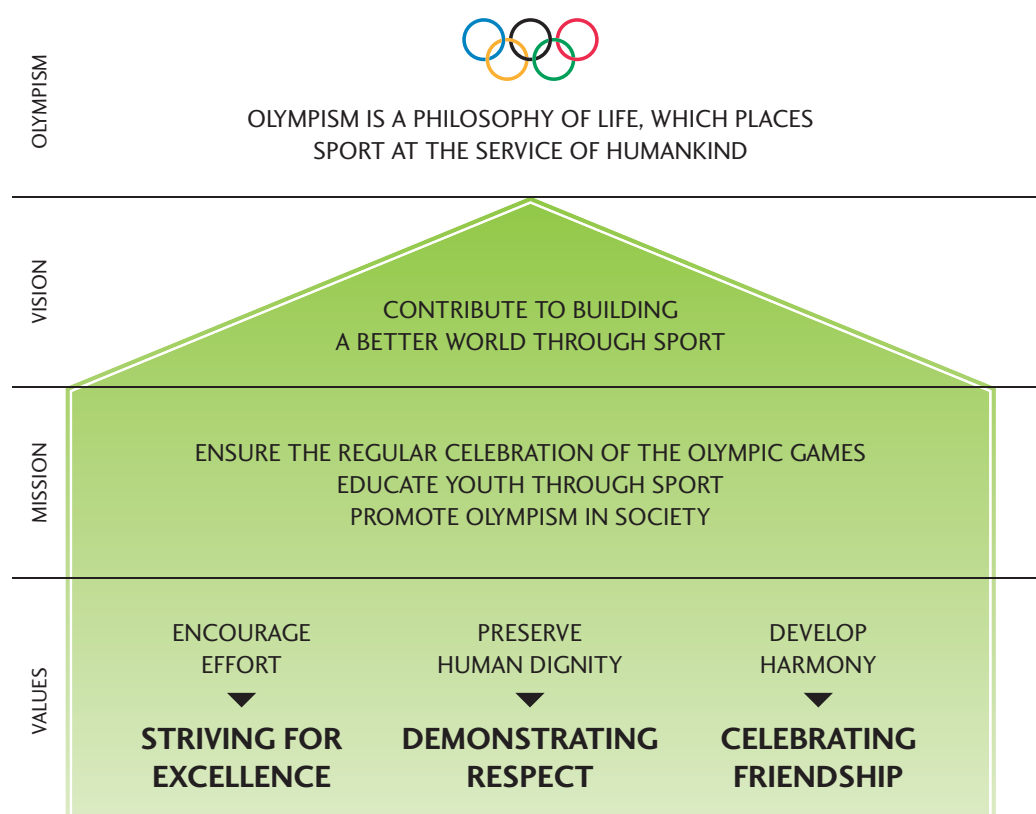 OLYMPISM
OLYMPISM IS A PHILOSOPHY OF LIFE, WHICH PLACES
SPORT AT THE SERVICE OF HUMANKIND
VISION
CONTRIBUTE TO BUILDING
A BETTER WORLD THROUGH SPORT
MISSION
ENSURE THE REGULAR CELEBRATION OF THE OLYMPIC GAMES
EDUCATE YOUTH THROUGH SPORT
PROMOTE OLYMPISM IN SOCIETY
VALUES
ENCOURAGE
EFFORT
STRIVING FOR
EXCELLENCE
PRESERVE
HUMAN DIGNITY
DEMONSTRATING
RESPECT
DEVELOP
HARMONY
CELEBRATING
FRIENDSHIP